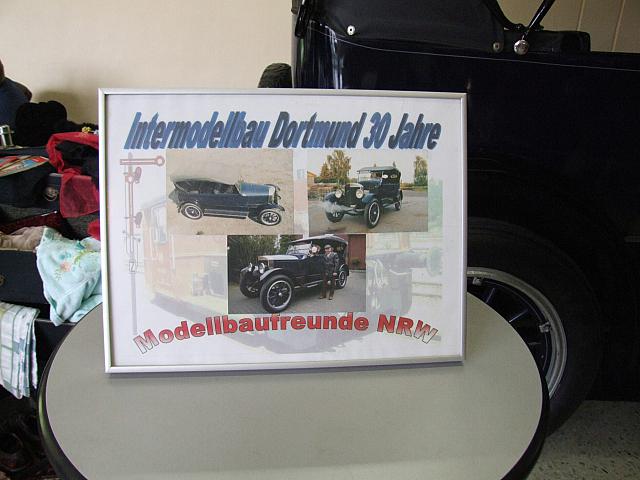 Intermodellbau Dortmund 30 Jahre
Modellbaufreunde NRW